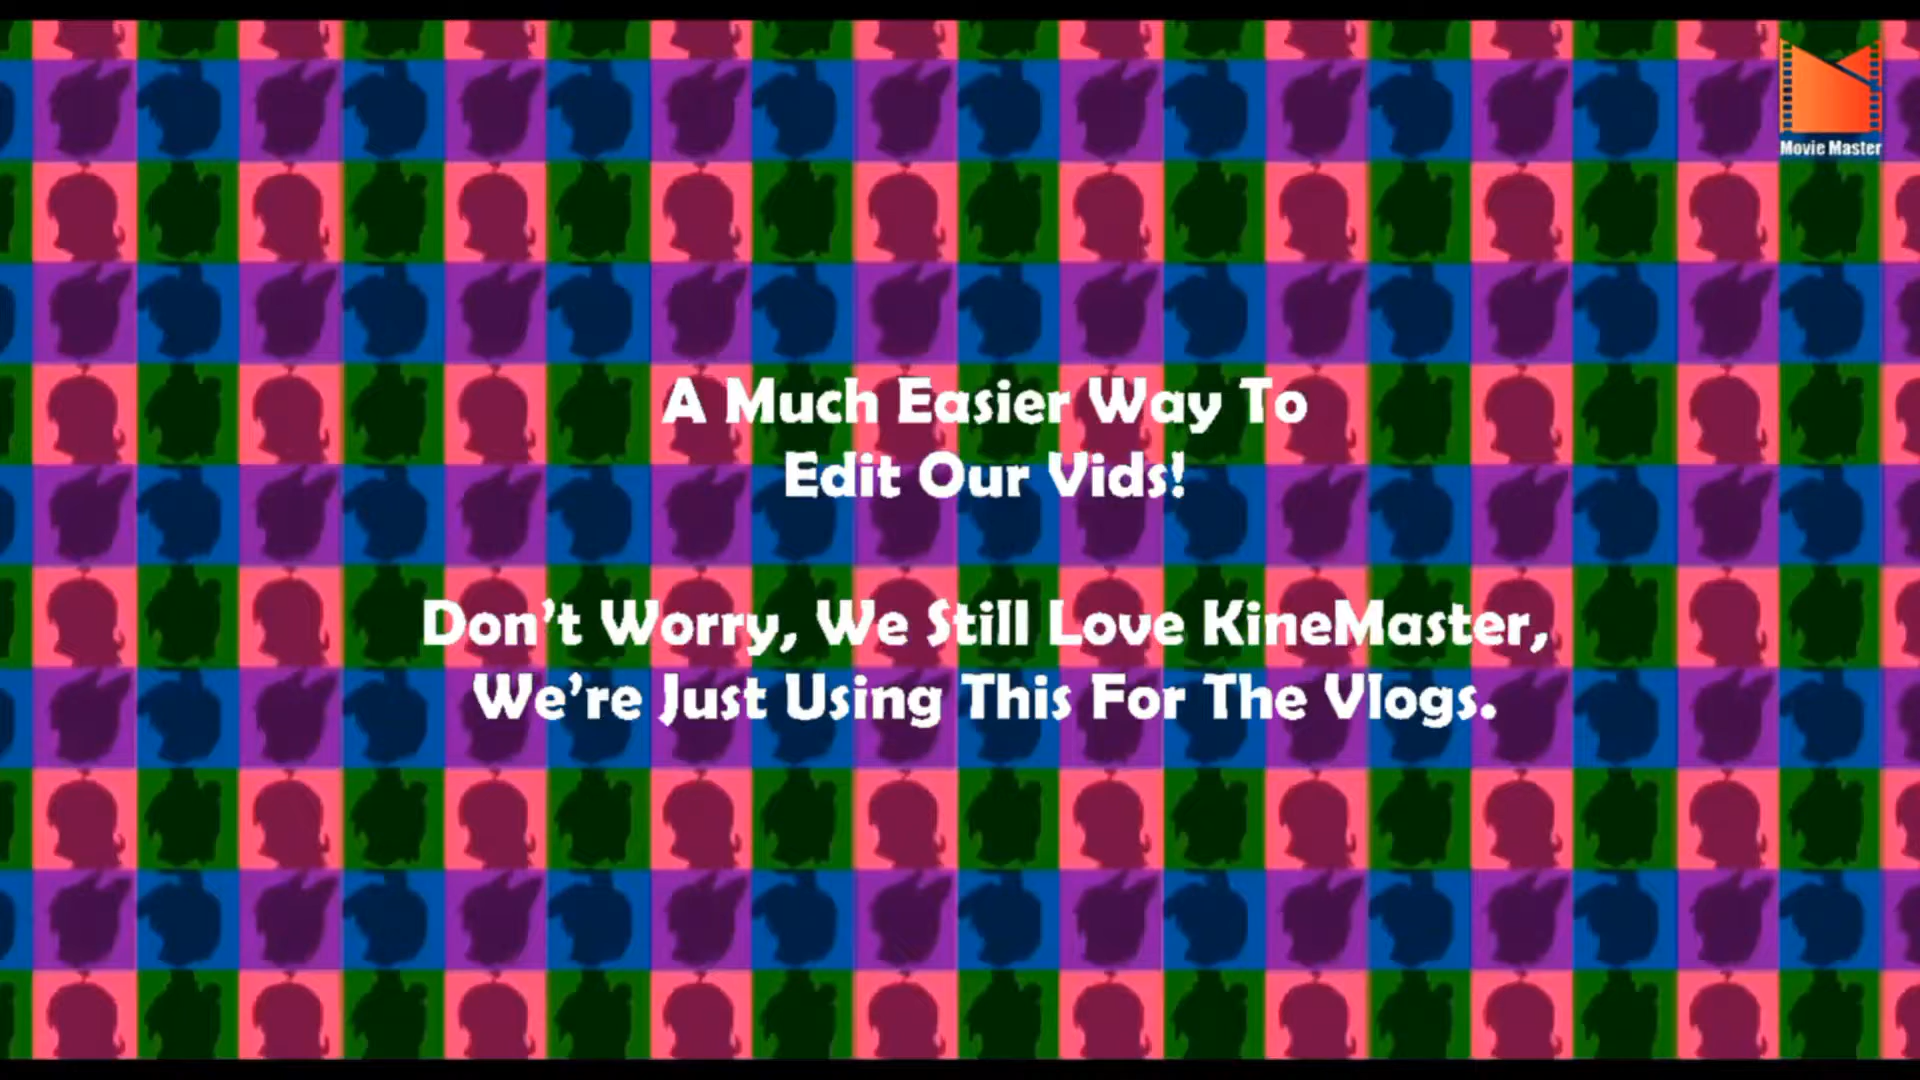 Movie Master
A Much Easier Way To
Edit Our Vids!
Don't Worry, We Still Love KineMaster,
We're Just Using This For The Vlogs.